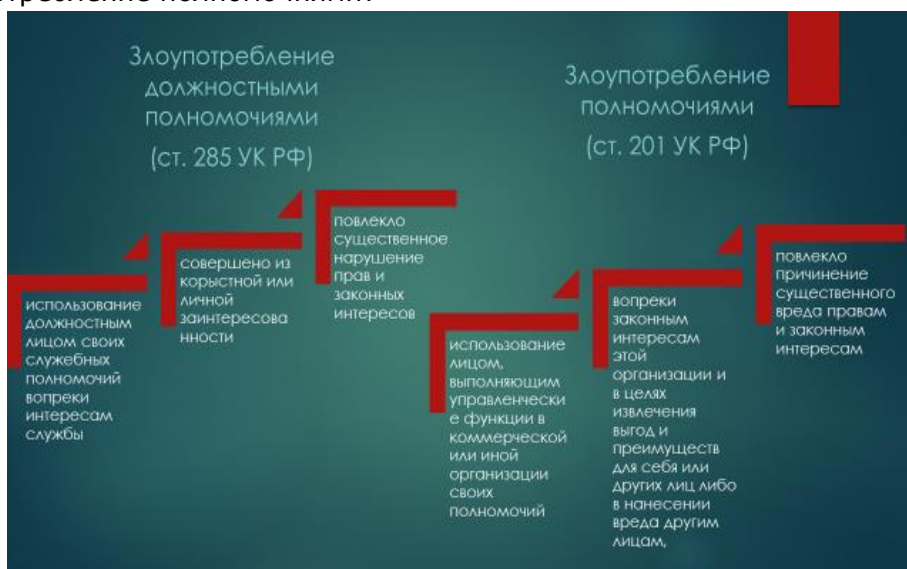 Злоупотребление
должностными
полномочиями
(ст. 285 УК РФ)
использование
должностным
лицом своих
служебных
полномочий
вопреки
интересам
службы
совершено из
корыстной или
личной
заинтересова
нности
повлекло
существенное
нарушение
прав и
законных
интересов
Злоупотребление
полномочиями
(ст. 201 УК РФ)
использование
лицом,
выполняющим
управленчески
е функции в
коммерческой
или иной
организации
своих
полномочий
вопреки
законным
интересам
этой
организации и
в целях
извлечения
выгод и
преимуществ
для себя или
других лиц либо
в нанесении
вреда другим
лицам,
повлекло
причинение
существенного
вреда правам
и законным
интересам